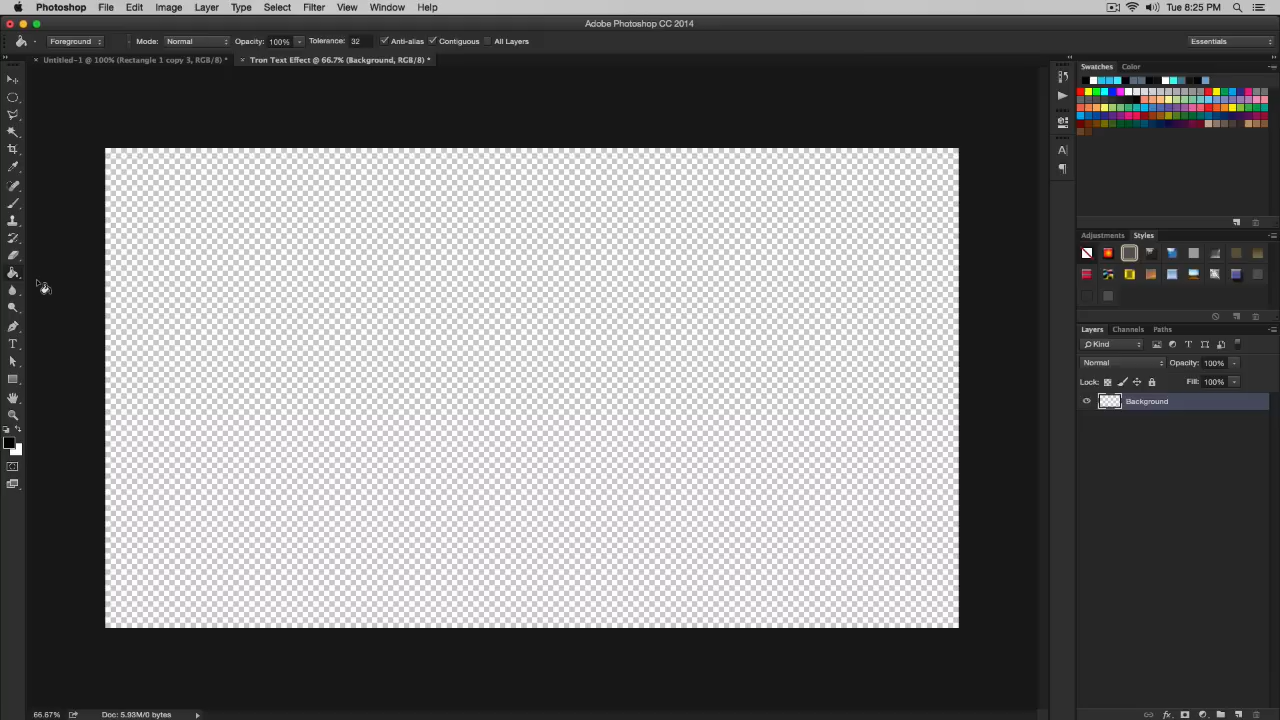 Photoshop File Edit Image Layer Type Select Filter View Window Help Tue 8:25 PM
Adobe Photoshop CC 2014
Foreground Mode: Normal Opacity: 100% Tolerance: 32 Anti-alias Contiguous All Layers Essentials
Untitled-1 @ 100% (Rectangle 1 copy 3, RGB/8) * Tron Text Effect @ 66.7% (Background, RGB/8) *
Swatches Color
Adjustments Styles
Layers Channels Paths
Kind
Normal Opacity: 100%
Lock: Fill: 100%
Background
66.67% Doc: 5.93M/0 bytes